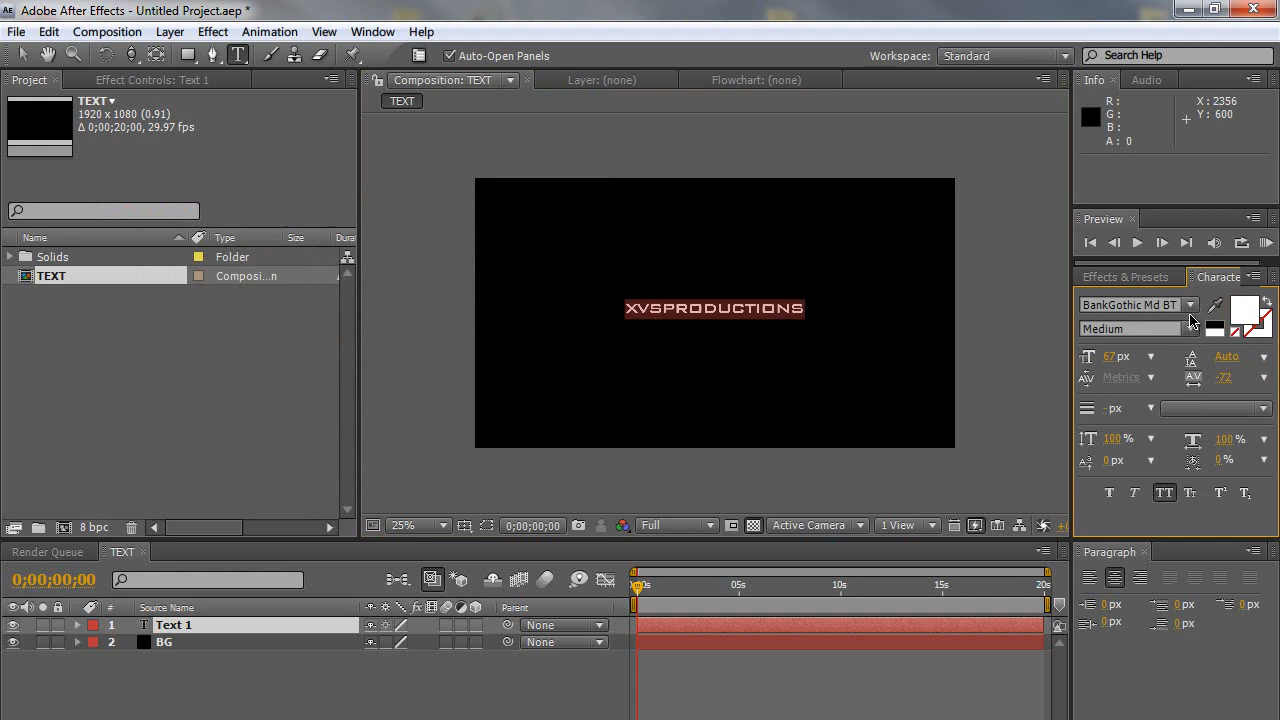 Adobe After Effects - Untitled Project.aep *
File Edit Composition Layer Effect Animation View Window Help
Auto-Open Panels
Workspace: Standard
Search Help
Project
Effect Controls: Text 1
TEXT
1920 x 1080 (0.91)
Δ 0;00;20;00, 29.97 fps
Name Type Size Dura
Solids Folder
TEXT Composi...n
8 bpc
Composition: TEXT
Layer: (none)
Flowchart: (none)
TEXT
XVSPRODUCTIONS
25% 0;00;00;00 Full Active Camera 1 View
Info Audio
R :
G :
B :
A : 0
X : 2356
Y : 600
Preview
Effects & Presets
Characte
BankGothic Md BT
Medium
67 px Auto
Metrics -72
- px
100 % 100 %
0 px 0 %
T T TT Tt T¹ T₁
Render Queue TEXT
0;00;00;00
# Source Name Parent
05s 10s 15s 20s
1 T Text 1 None
2 BG None
Paragraph
0 px 0 px 0 px
0 px 0 px